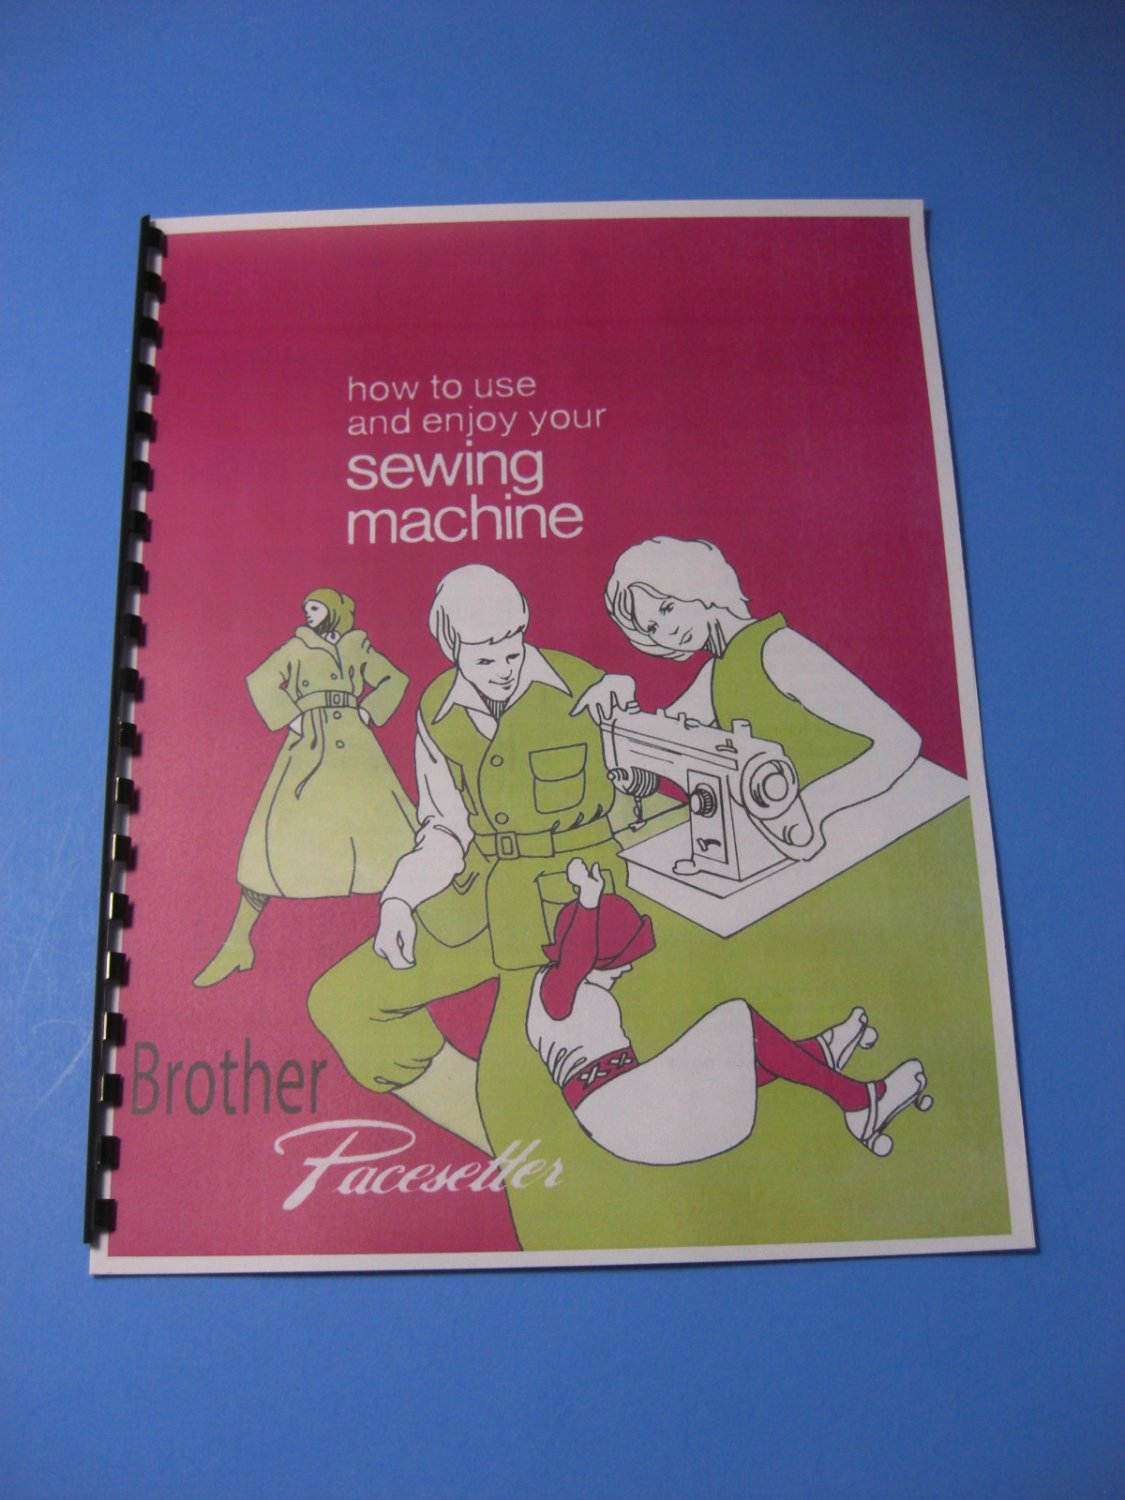 how to use
and enjoy your
sewing
machine
Brother
Pacesetter